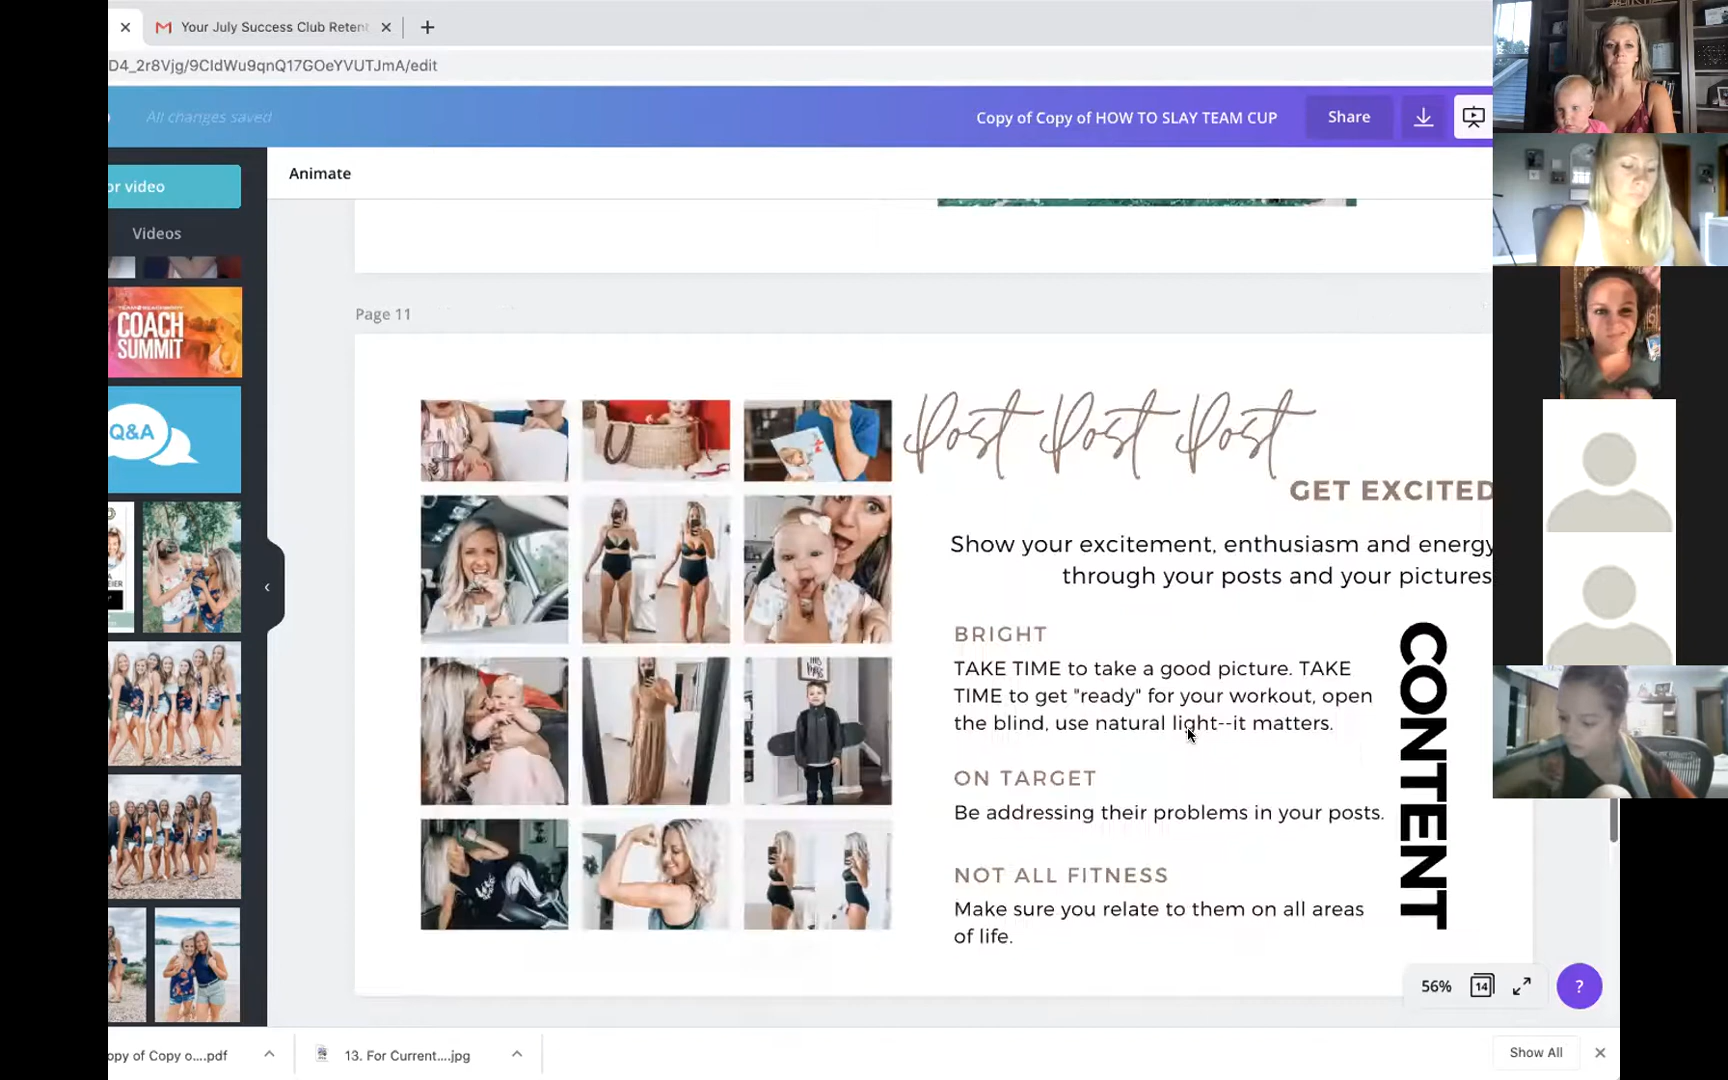 Your July Success Club Reten
D4_2r8Vjg/9CIdWu9qnQ17GOeYVUTJmA/edit
All changes saved
Copy of Copy of HOW TO SLAY TEAM CUP
Share
or video
Animate
Videos
COACH
SUMMIT
Q&A
Page 11
Post Post Post
GET EXCITED
Show your excitement, enthusiasm and energy
through your posts and your pictures
BRIGHT
TAKE TIME to take a good picture. TAKE
TIME to get "ready" for your workout, open
the blind, use natural light--it matters.
ON TARGET
Be addressing their problems in your posts.
NOT ALL FITNESS
Make sure you relate to them on all areas
of life.
CONTENT
56%
14
?
opy of Copy o....pdf
13. For Current....jpg
Show All